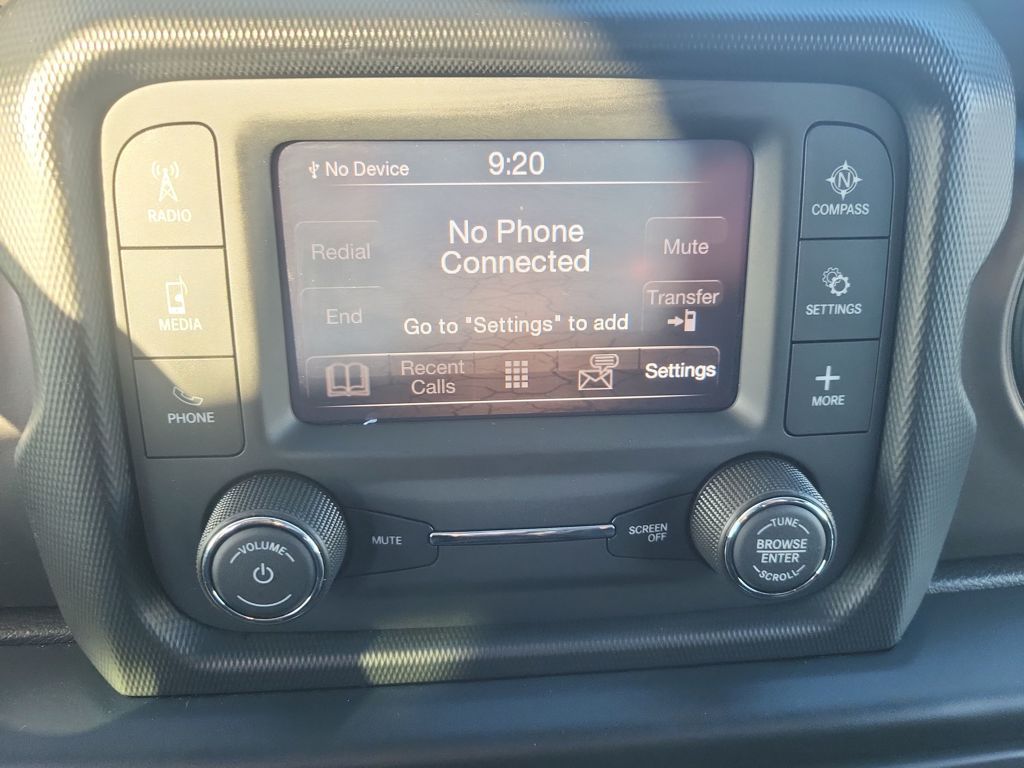 No Device
9:20
RADIO
MEDIA
PHONE
Redial
End
No Phone
Connected
Go to "Settings" to add
Mute
Transfer
Recent
Calls
Settings
N
COMPASS
SETTINGS
MORE
VOLUME
MUTE
SCREEN
OFF
TUNE
BROWSE
ENTER
SCROLL